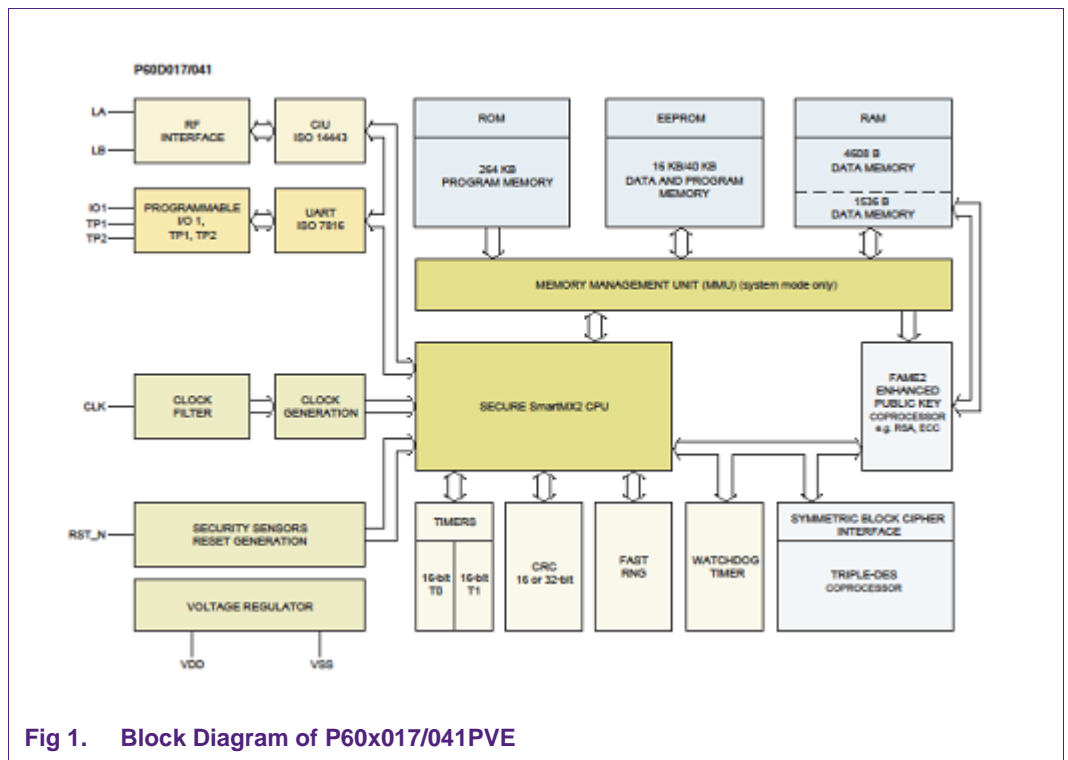 P60D017/041
LA
LB
RF
INTERFACE
CIU
ISO 14443
IO1
TP1
TP2
PROGRAMMABLE
I/O 1,
TP1, TP2
UART
ISO 7816
ROM
264 KB
PROGRAM MEMORY
EEPROM
16 KB/40 KB
DATA AND PROGRAM
MEMORY
RAM
4608 B
DATA MEMORY
1536 B
DATA MEMORY
MEMORY MANAGEMENT UNIT (MMU) (system mode only)
CLK
CLOCK
FILTER
CLOCK
GENERATION
SECURE SmartMX2 CPU
FAME2
ENHANCED
PUBLIC KEY
COPROCESSOR
e.g. RSA, ECC
RST_N
SECURITY SENSORS
RESET GENERATION
VOLTAGE REGULATOR
VDD
VSS
TIMERS
16-bit
T0
16-bit
T1
CRC
16 or 32-bit
FAST
RNG
WATCHDOG
TIMER
SYMMETRIC BLOCK CIPHER
INTERFACE
TRIPLE-DES
COPROCESSOR
Fig 1. Block Diagram of P60x017/041PVE